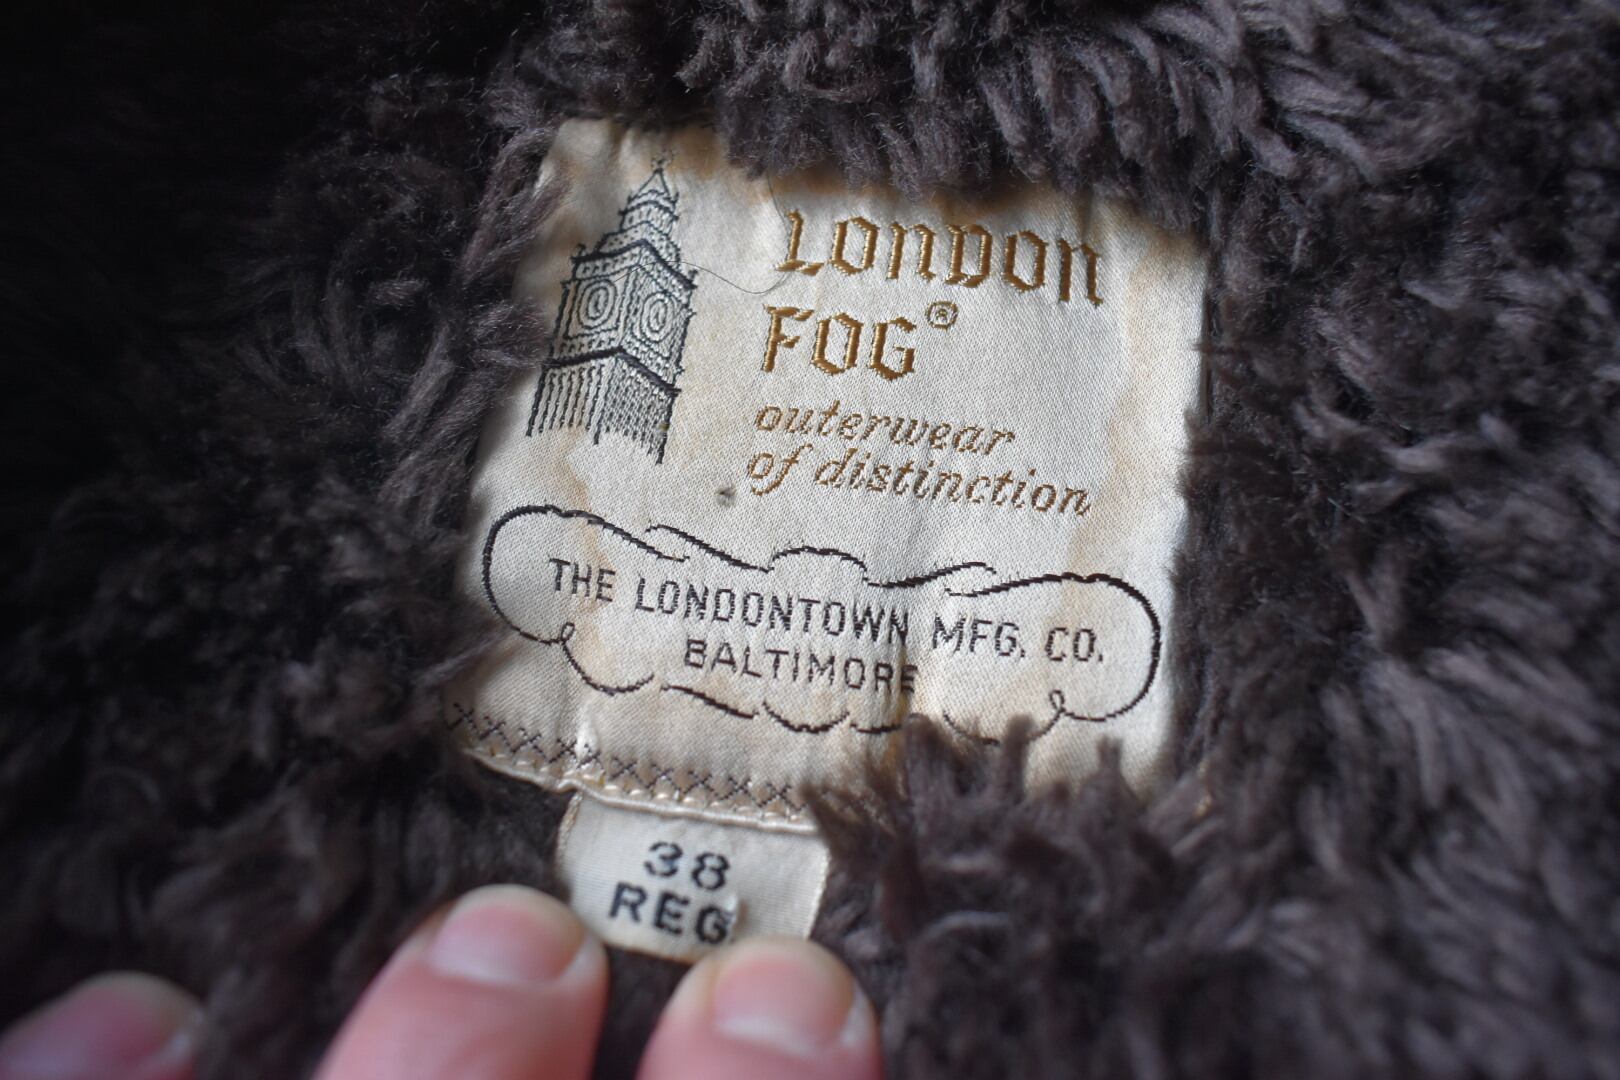 LONDON
FOG®
outerwear
of distinction
THE LONDONTOWN MFG. CO.
BALTIMORE
38
REG